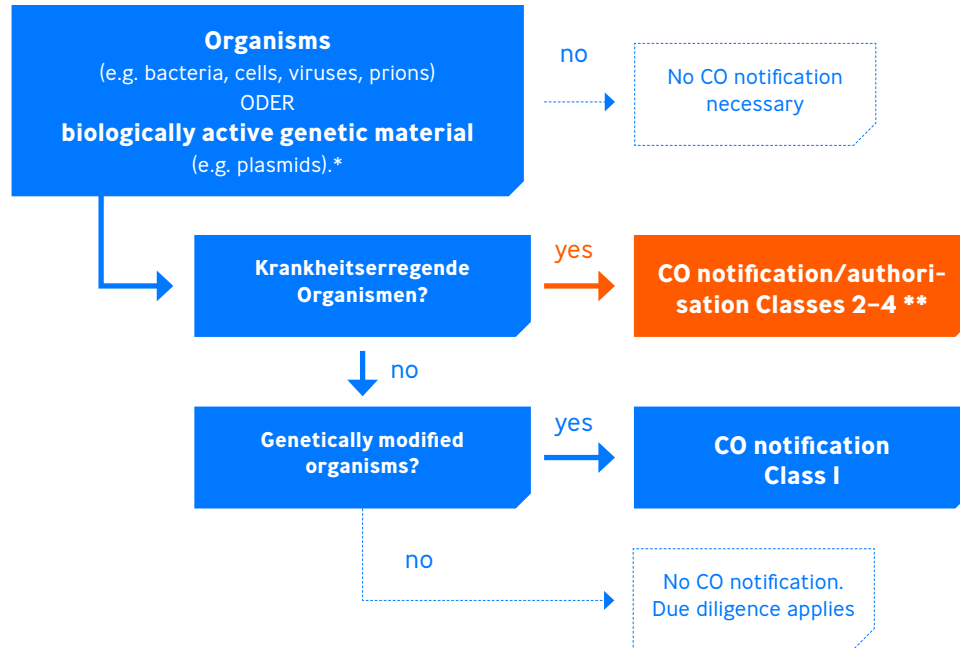 Organisms
(e.g. bacteria, cells, viruses, prions)
ODER
biologically active genetic material
(e.g. plasmids).*
no
No CO notification
necessary
Krankheitserregende
Organismen?
yes
CO notification/authori-
sation Classes 2–4 **
no
Genetically modified
organisms?
yes
CO notification
Class I
no
No CO notification.
Due diligence applies